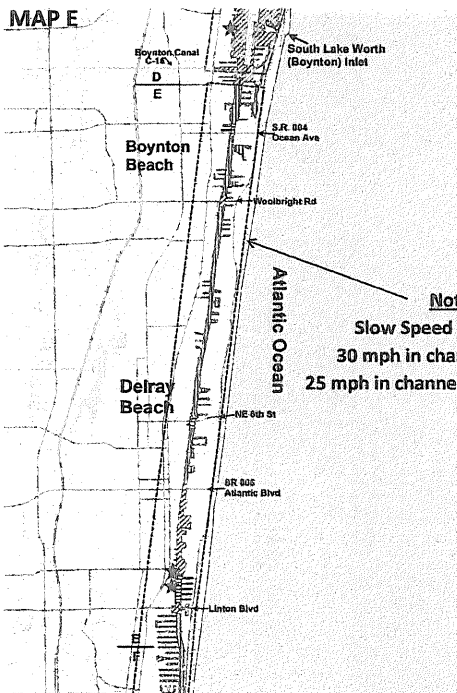 MAP E
Boynton Canal
C-16
South Lake Worth
(Boynton) Inlet
D
E
S.R. 804
Ocean Ave
Boynton
Beach
Woolbright Rd
Atlantic Ocean
Not
Slow Speed
30 mph in char
25 mph in channe
Delray
Beach
NE 8th St
SR 806
Atlantic Blvd
Linton Blvd
E
F